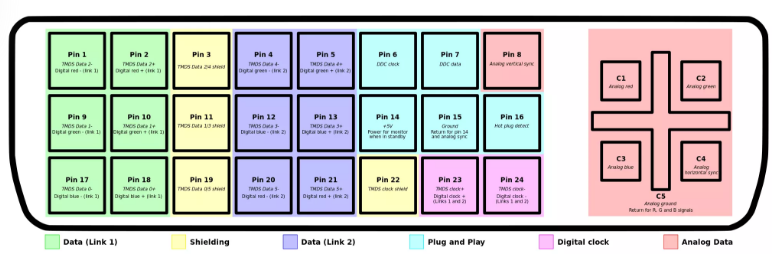 Pin 1
TMDS Data 2-
Digital red - (link 1)
Pin 2
TMDS Data 2+
Digital red + (link 1)
Pin 3
TMDS Data 2/4 shield
Pin 4
TMDS Data 4-
Digital green - (link 2)
Pin 5
TMDS Data 4+
Digital green + (link 2)
Pin 6
DDC clock
Pin 7
DDC data
Pin 8
Analog vertical sync
Pin 9
TMDS Data 1-
Digital green - (link 1)
Pin 10
TMDS Data 1+
Digital green + (link 1)
Pin 11
TMDS Data 1/3 shield
Pin 12
TMDS Data 3-
Digital blue - (link 2)
Pin 13
TMDS Data 3+
Digital blue + (link 2)
Pin 14
+5V
Power for monitor
when in standby
Pin 15
Ground
Return for pin 14
and analog sync
Pin 16
Hot plug detect
Pin 17
TMDS Data 0-
Digital blue - (link 1)
Pin 18
TMDS Data 0+
Digital blue + (link 1)
Pin 19
TMDS Data 0/5 shield
Pin 20
TMDS Data 5-
Digital red - (link 2)
Pin 21
TMDS Data 5+
Digital red + (link 2)
Pin 22
TMDS clock shield
Pin 23
TMDS clock+
Digital clock +
(Links 1 and 2)
Pin 24
TMDS clock-
Digital clock -
(Links 1 and 2)
C1
Analog red
C2
Analog green
C3
Analog blue
C4
Analog
horizontal sync
C5
Analog ground
Return for R, G and B signals
Data (Link 1)
Shielding
Data (Link 2)
Plug and Play
Digital clock
Analog Data